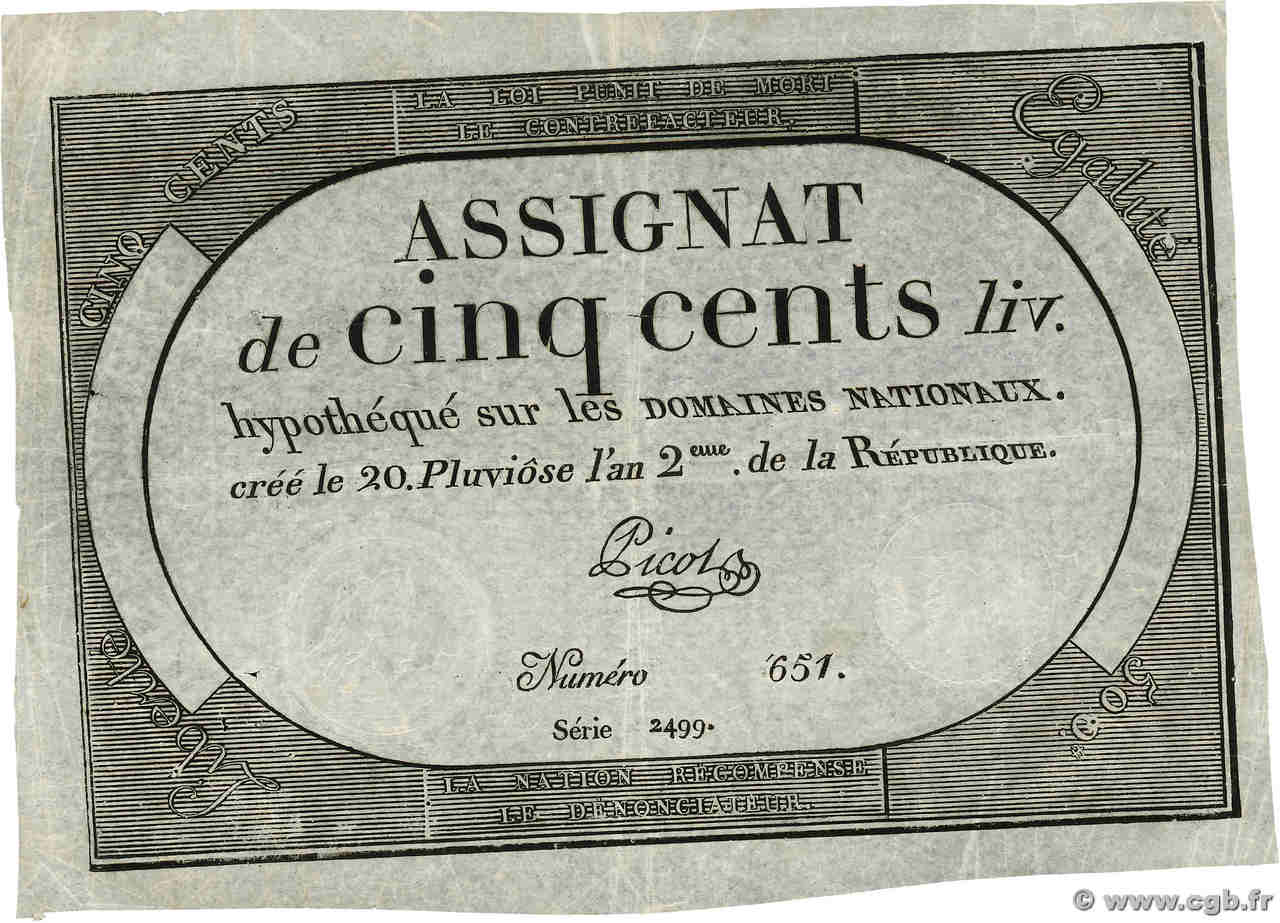 LA LOI PUNIT DE MORT
LE CONTREFACTEUR.
CINQ CENTS
Egalité
ASSIGNAT
de cinq cents liv.
hypothéqué sur les DOMAINES NATIONAUX.
créé le 20. Pluviôse l'an 2eme. de la RÉPUBLIQUE.
Picot
Numéro 651.
Série 2499.
Liberté
500.#
LA NATION RÉCOMPENSE
LE DÉNONCIATEUR.
© www.cgb.fr